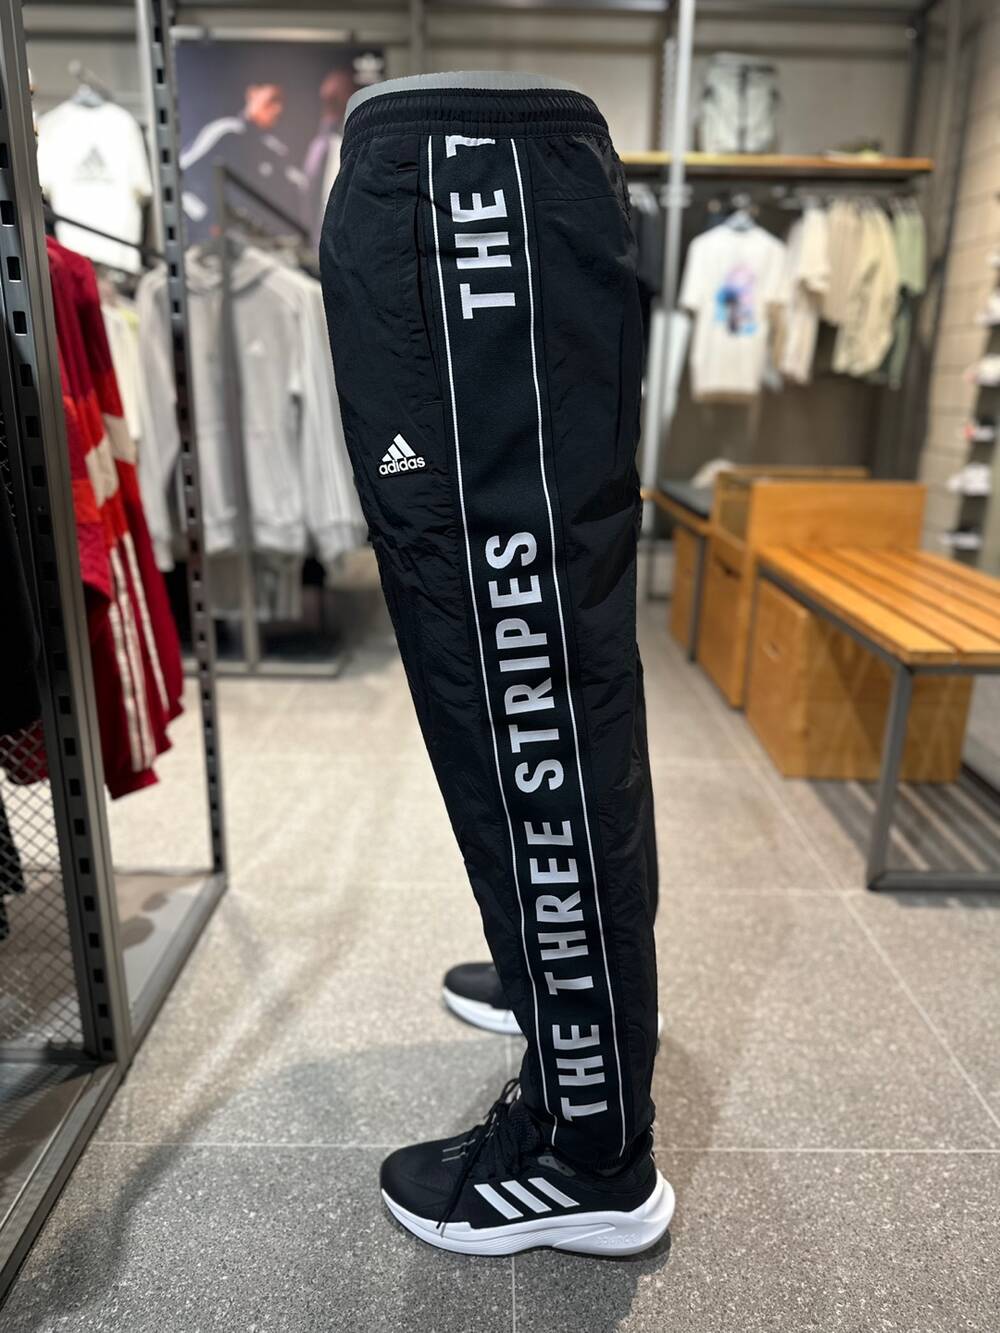 THE T
adidas
THE THREE STRIPES